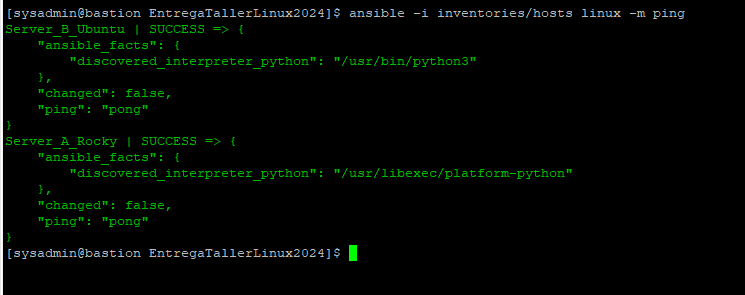 [sysadmin@bastion EntregaTallerLinux2024]$ ansible -i inventories/hosts linux -m ping
Server_B_Ubuntu | SUCCESS => {
    "ansible_facts": {
        "discovered_interpreter_python": "/usr/bin/python3"
    },
    "changed": false,
    "ping": "pong"
}
Server_A_Rocky | SUCCESS => {
    "ansible_facts": {
        "discovered_interpreter_python": "/usr/libexec/platform-python"
    },
    "changed": false,
    "ping": "pong"
}
[sysadmin@bastion EntregaTallerLinux2024]$